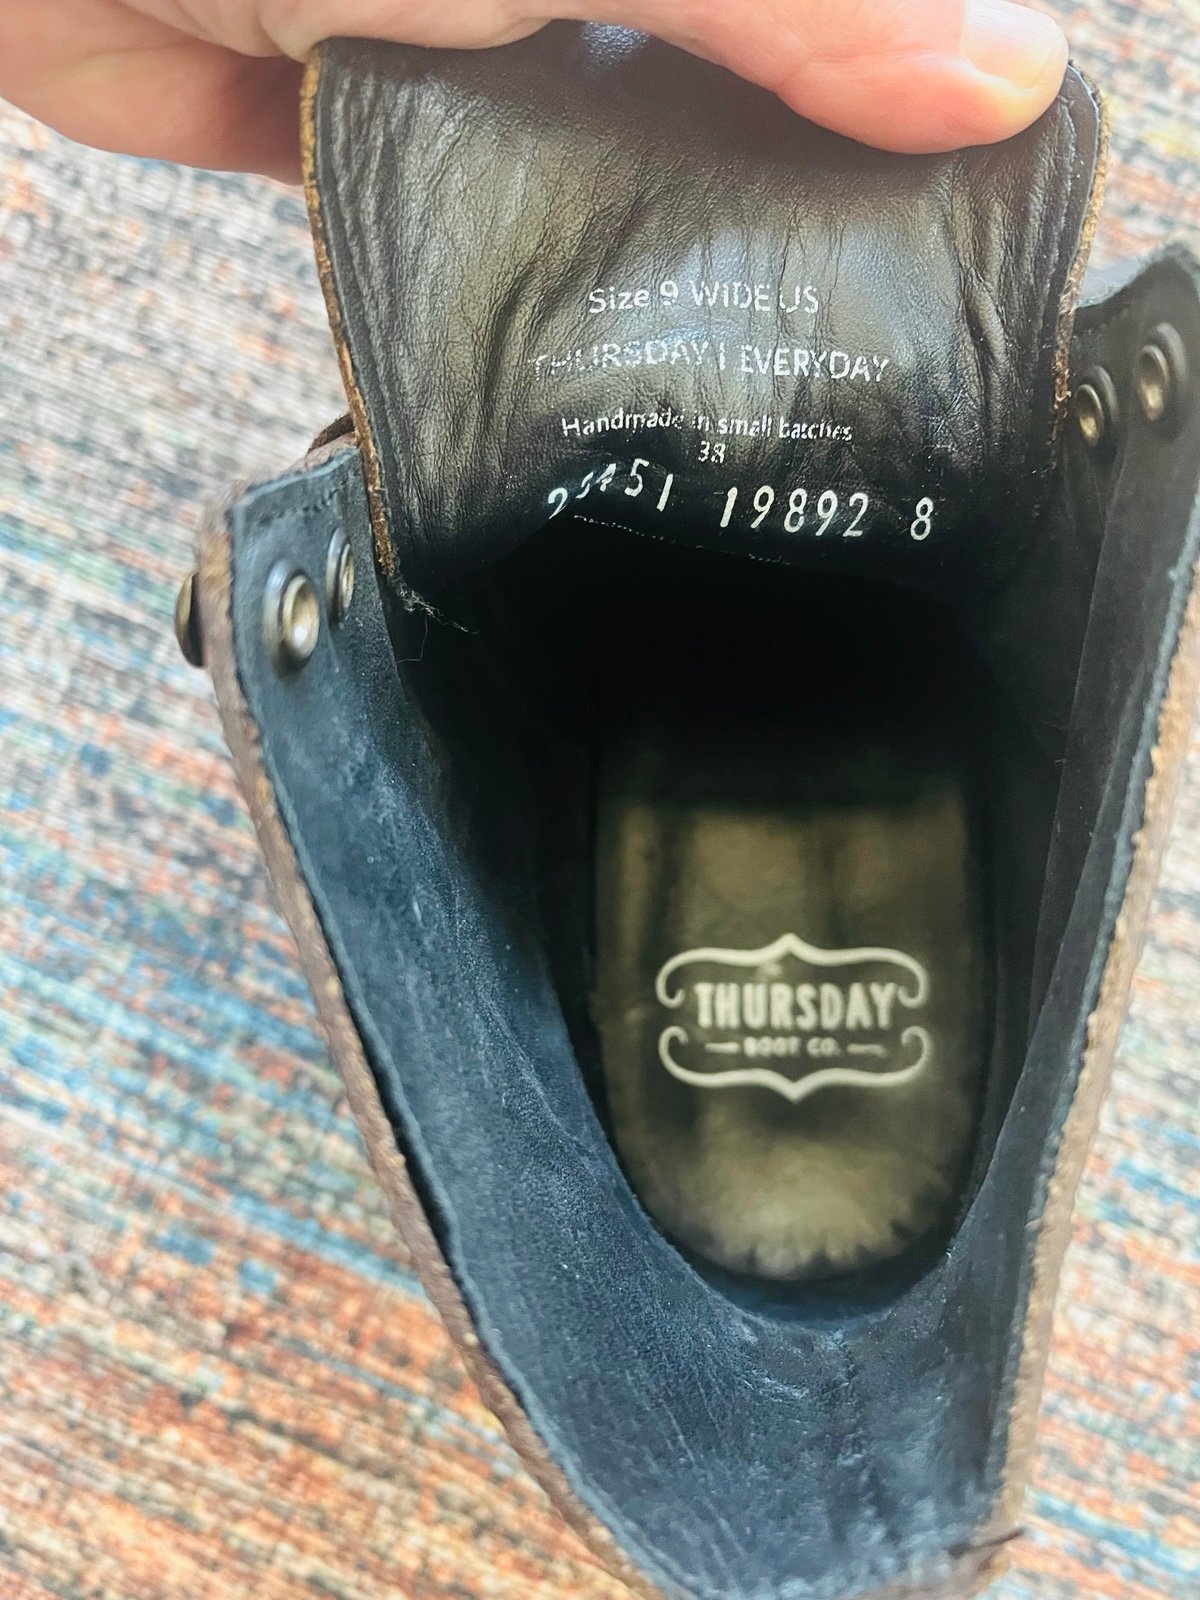 Size 9 WIDE US
THURSDAY | EVERYDAY
Handmade in small batches
38
19892 8
THURSDAY
BOOT CO.